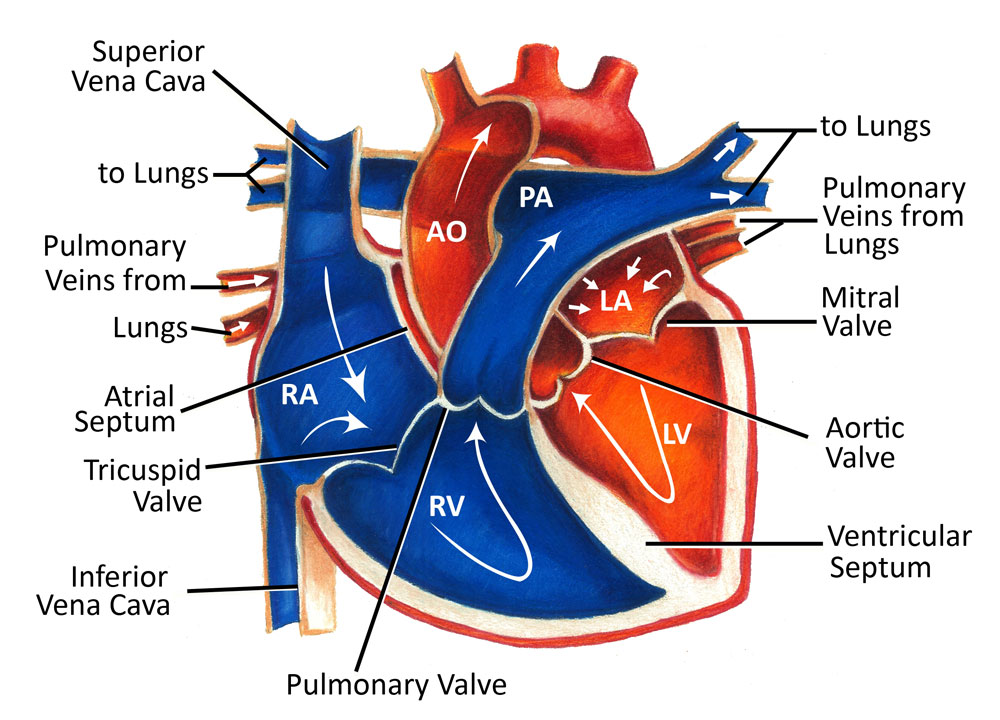 Superior
Vena Cava
to Lungs
Pulmonary
Veins from
Lungs
Atrial
Septum
Tricuspid
Valve
Inferior
Vena Cava
Pulmonary Valve
RA
RV
AO
PA
LA
LV
to Lungs
Pulmonary
Veins from
Lungs
Mitral
Valve
Aortic
Valve
Ventricular
Septum